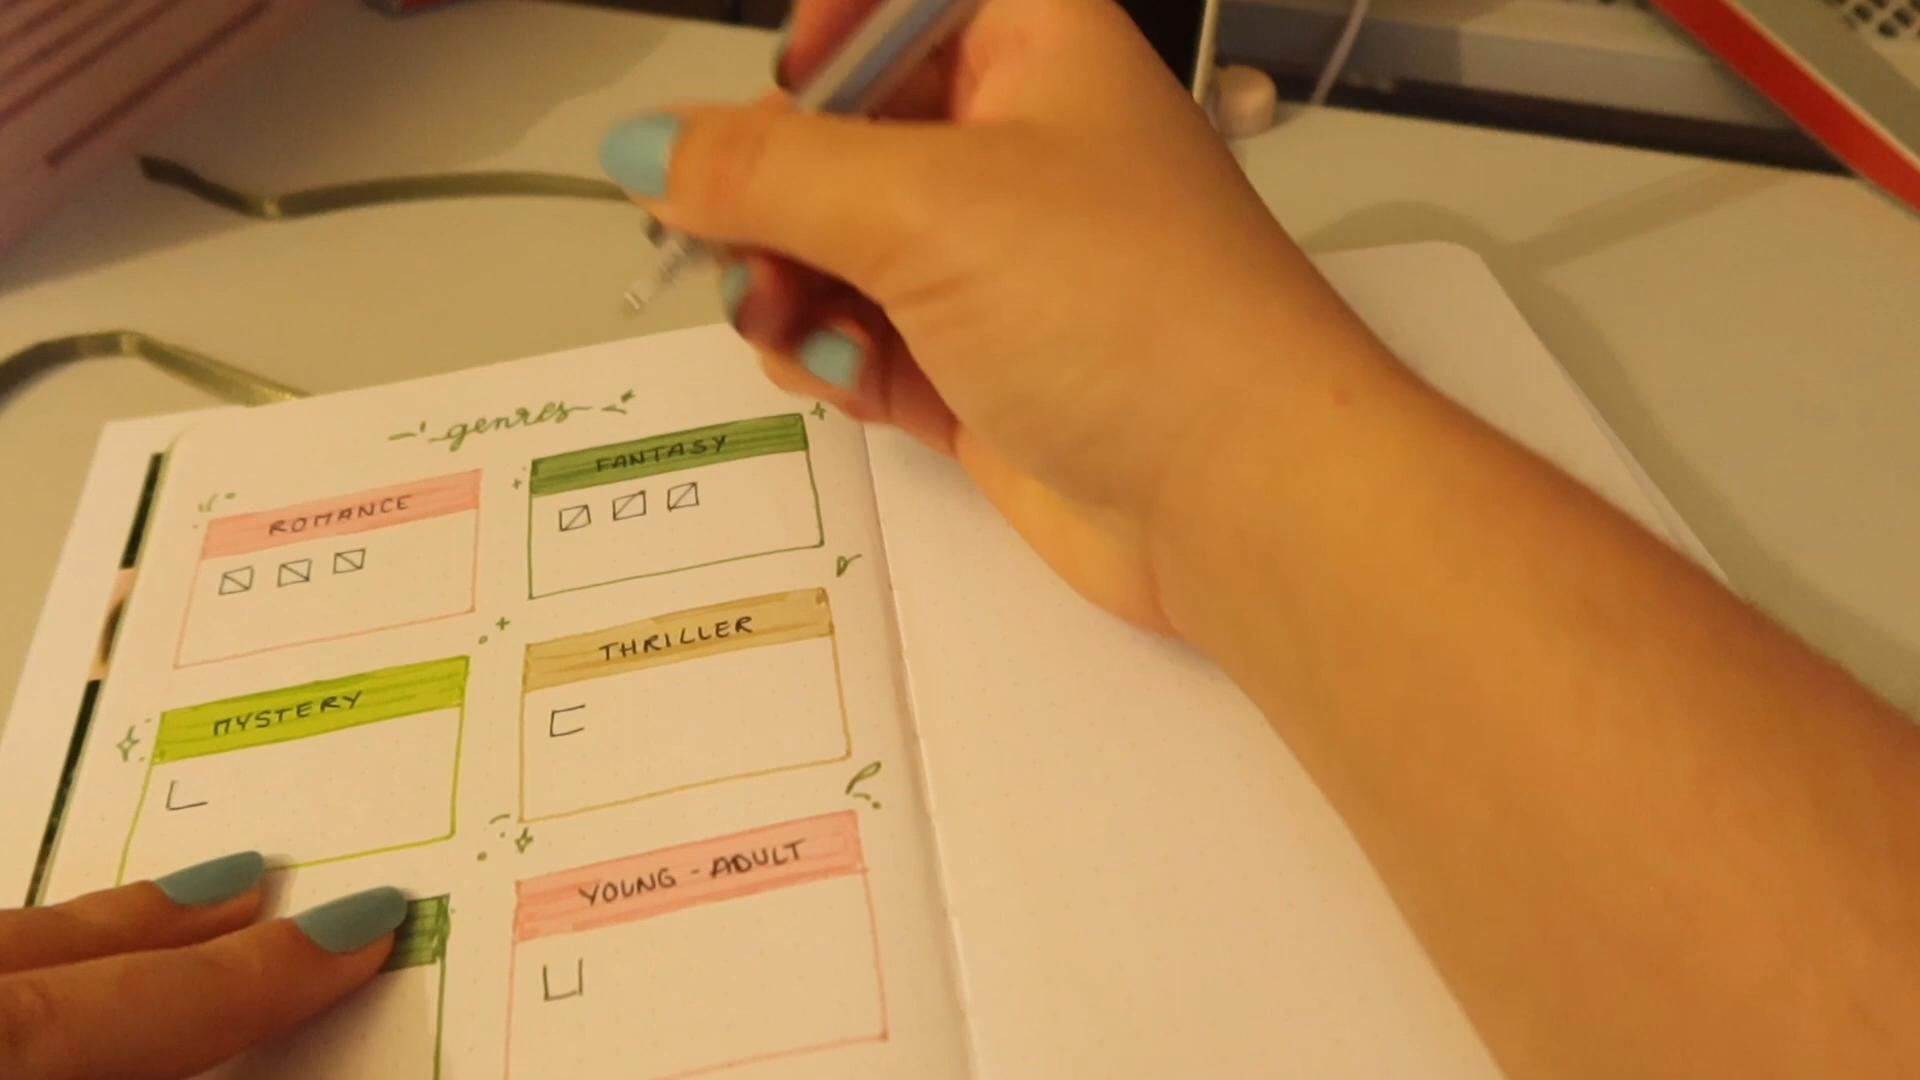 genres
ROMANCE
FANTASY
MYSTERY
THRILLER
YOUNG-ADULT